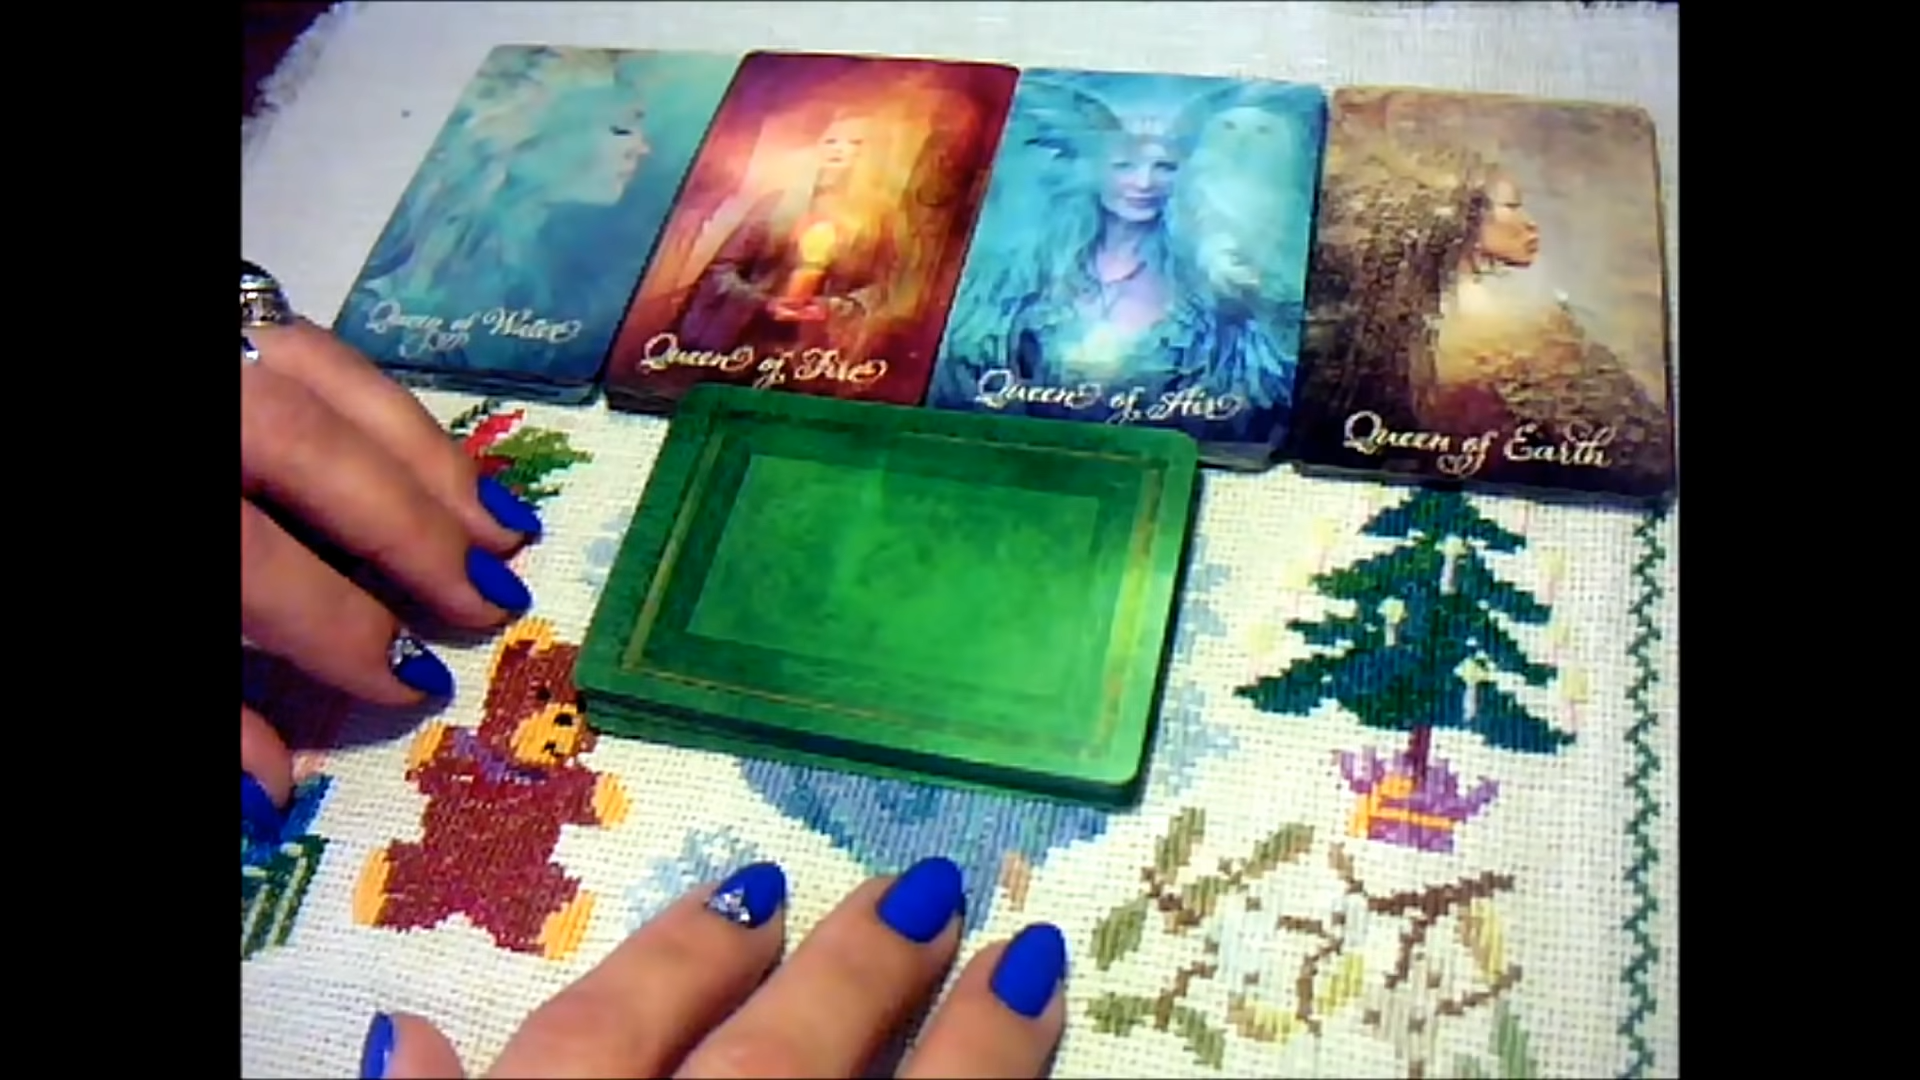 Queen of Water
Queen of Fire
Queen of Air
Queen of Earth